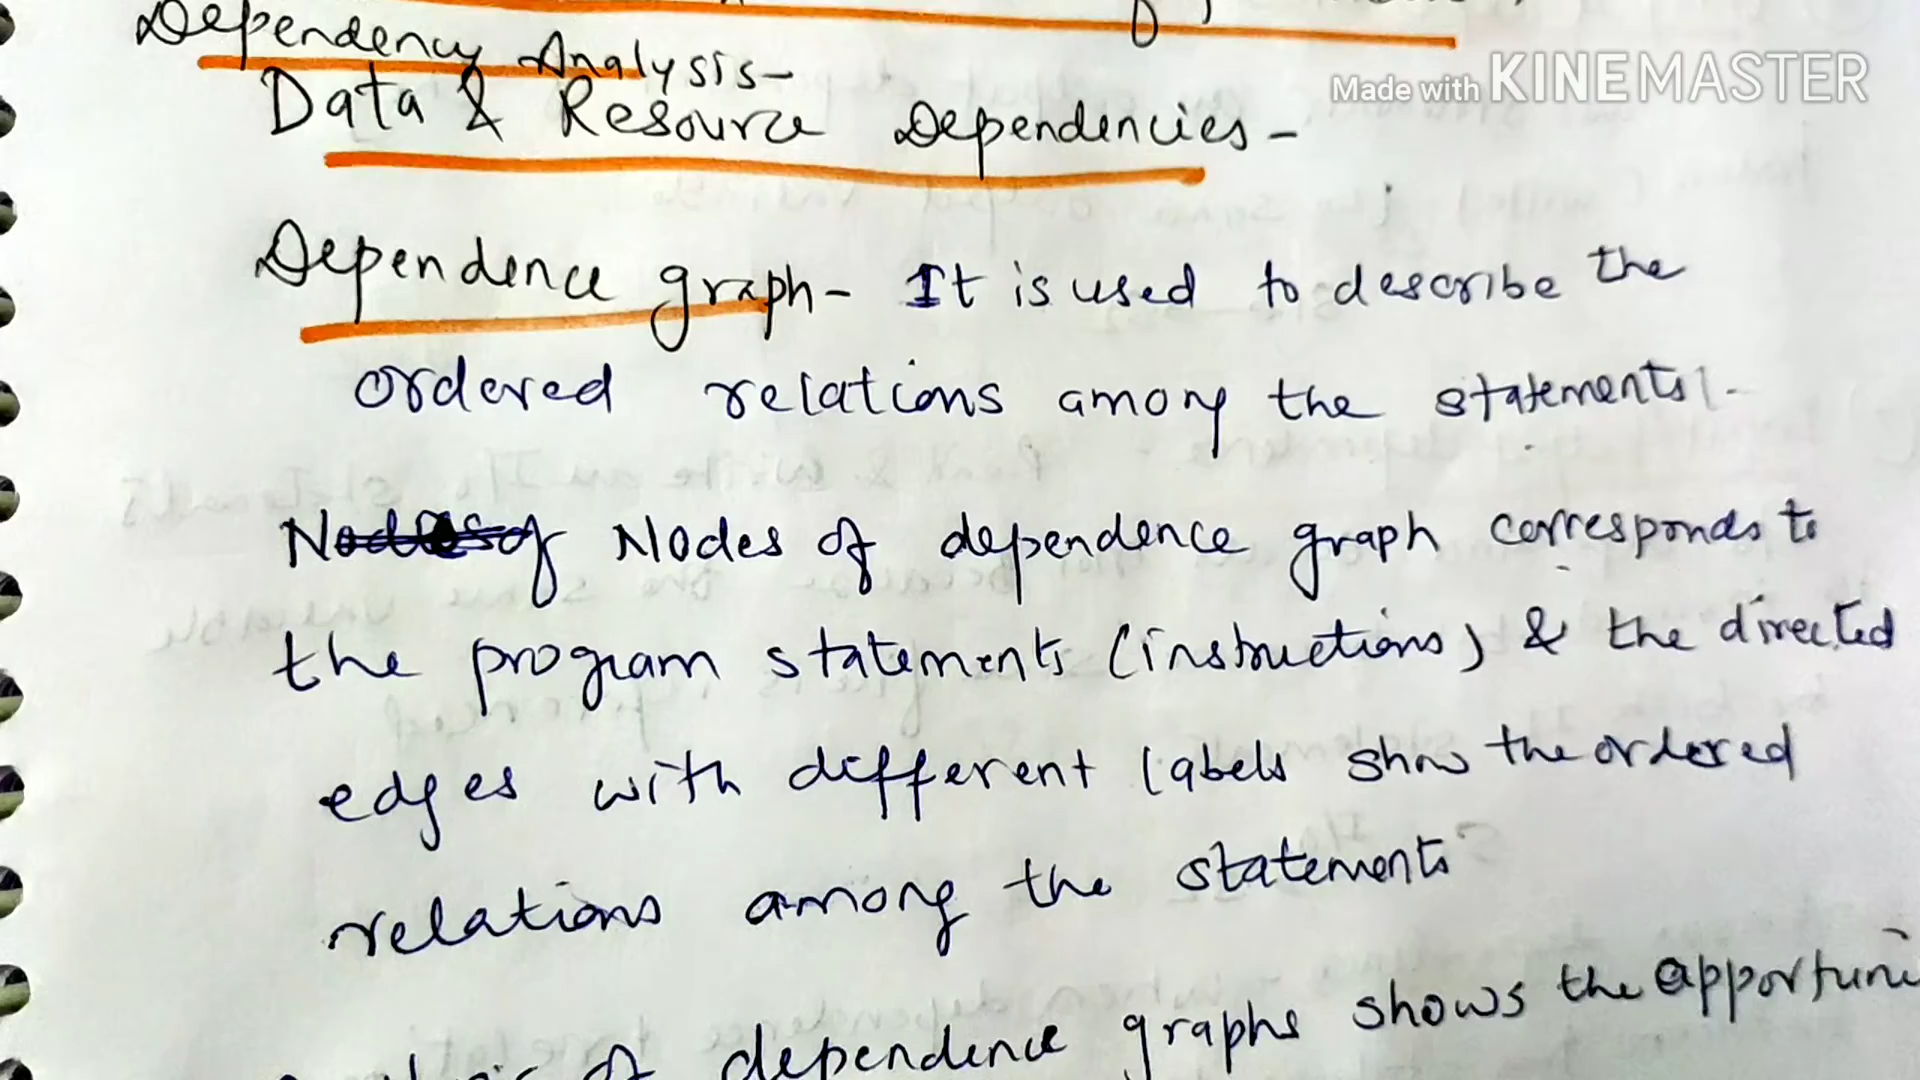 Dependency Analysis-
Made with KINEMASTER
Data & Resource Dependencies-
Dependence graph- It is used to describe the
ordered relations among the statements.
Nodes of Nodes of dependence graph corresponds to
the program statements (instructions) & the directed
edges with different labels show the ordered
relations among the statements
of dependence graphs shows the opportuni